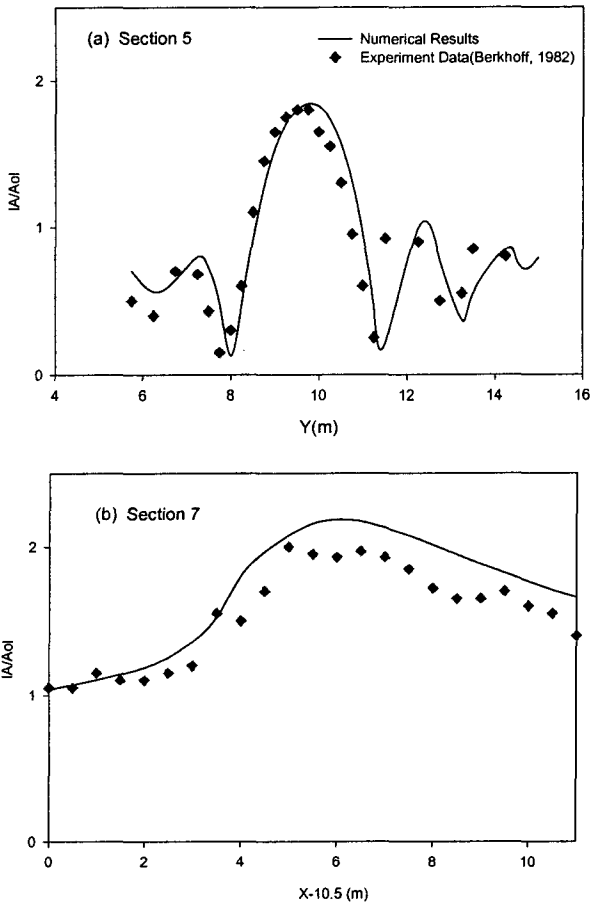 (a) Section 5
Numerical Results
Experiment Data(Berkhoff, 1982)
2
1
0
IA/AoI
4 6 8 10 12 14 16
Y(m)
(b) Section 7
2
1
0
IA/AoI
0 2 4 6 8 10
X-10.5 (m)